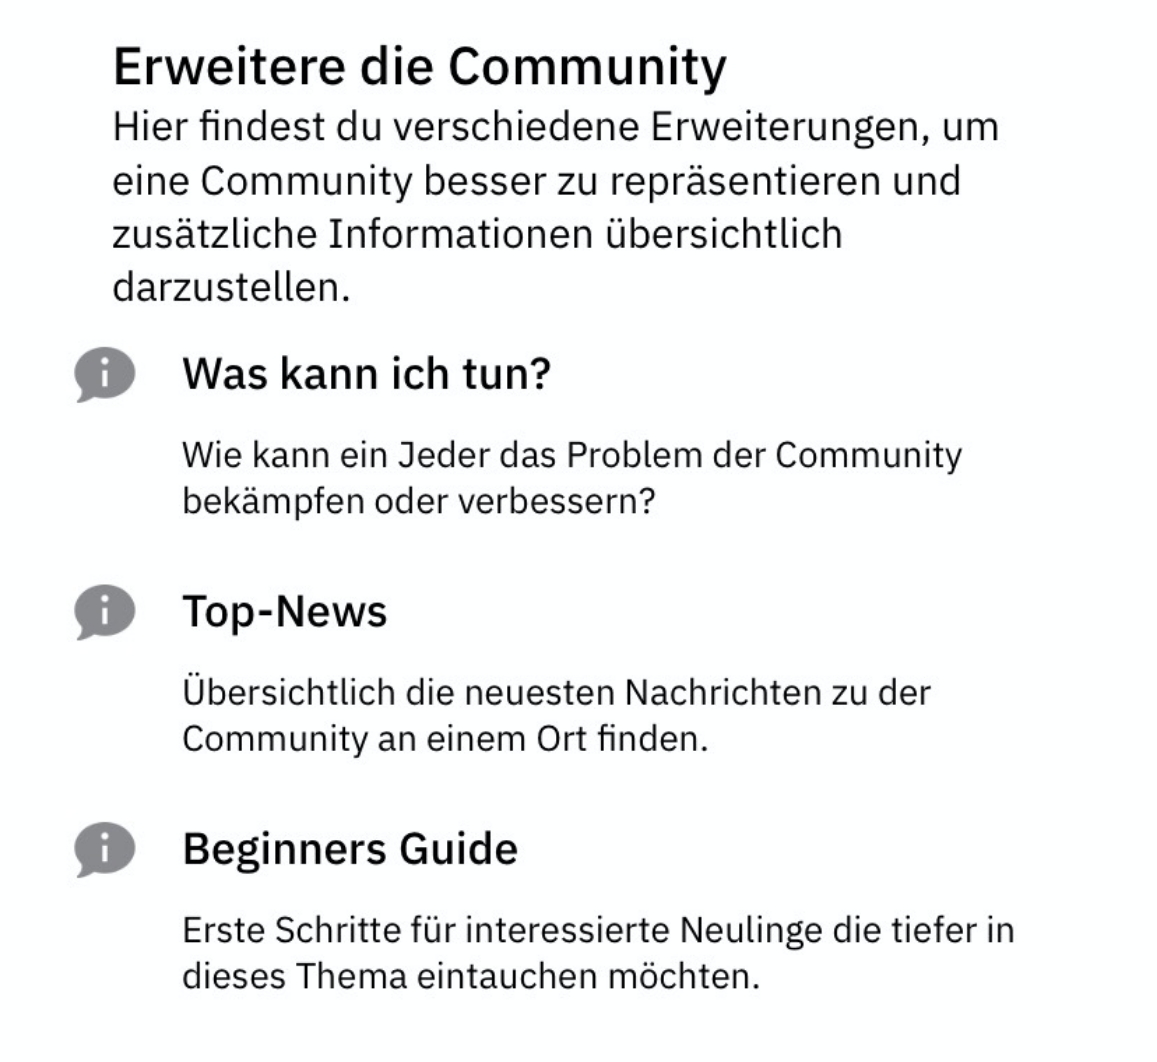 Erweitere die Community
Hier findest du verschiedene Erweiterungen, um
eine Community besser zu repräsentieren und
zusätzliche Informationen übersichtlich
darzustellen.
Was kann ich tun?
Wie kann ein Jeder das Problem der Community
bekämpfen oder verbessern?
Top-News
Übersichtlich die neuesten Nachrichten zu der
Community an einem Ort finden.
Beginners Guide
Erste Schritte für interessierte Neulinge die tiefer in
dieses Thema eintauchen möchten.